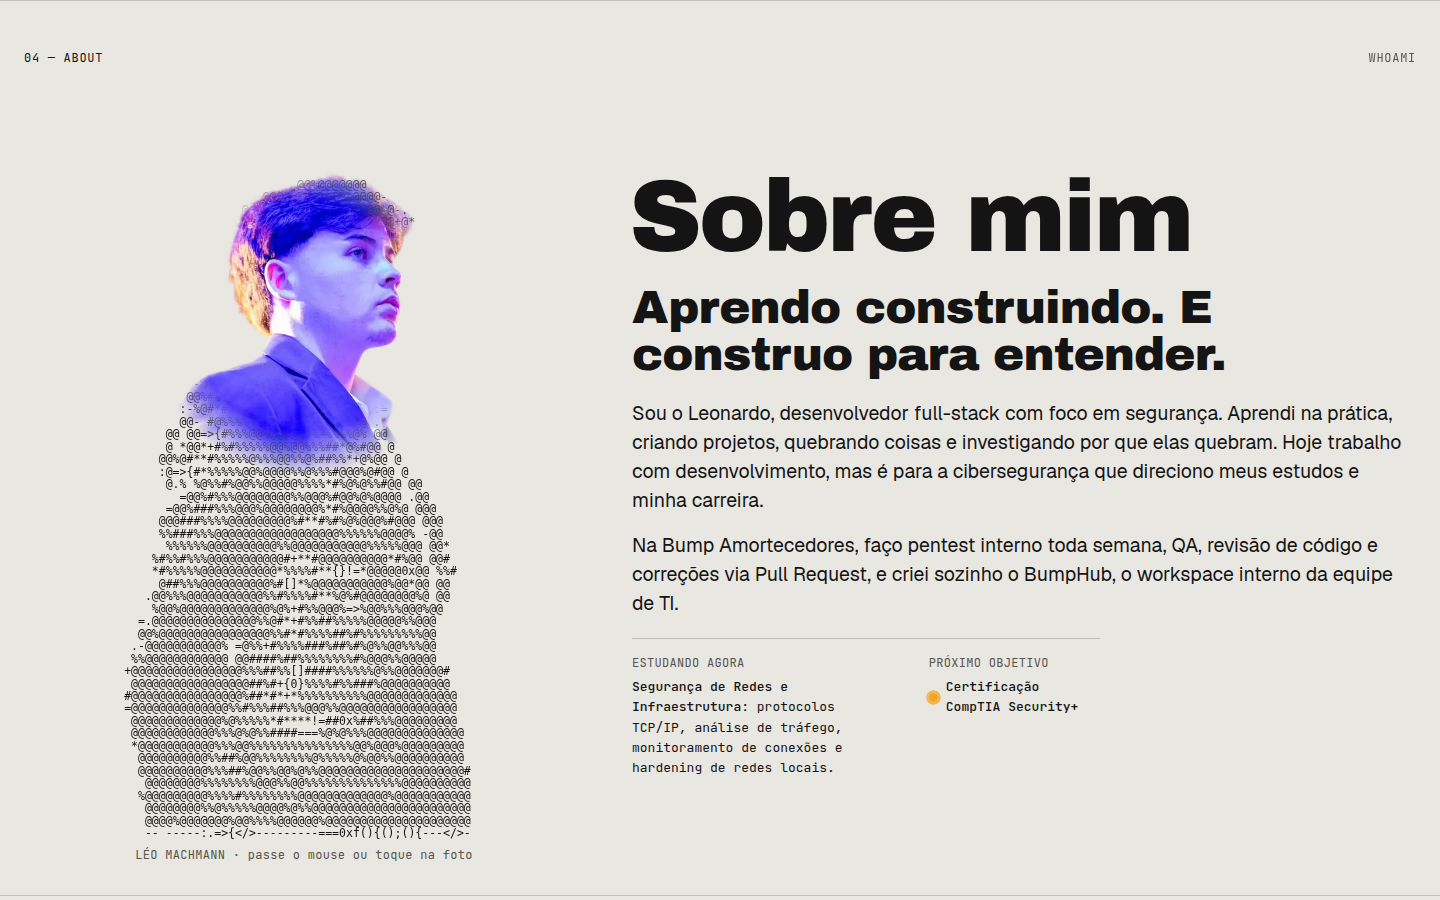 04 — ABOUT
WHOAMI
Sobre mim
Aprendo construindo. E
construo para entender.
Sou o Leonardo, desenvolvedor full-stack com foco em segurança. Aprendi na prática,
criando projetos, quebrando coisas e investigando por que elas quebram. Hoje trabalho
com desenvolvimento, mas é para a cibersegurança que direciono meus estudos e
minha carreira.
Na Bump Amortecedores, faço pentest interno toda semana, QA, revisão de código e
correções via Pull Request, e criei sozinho o BumpHub, o workspace interno da equipe
de TI.
ESTUDANDO AGORA
Segurança de Redes e
Infraestrutura: protocolos
TCP/IP, análise de tráfego,
monitoramento de conexões e
hardening de redes locais.
PRÓXIMO OBJETIVO
Certificação
CompTIA Security+
LÉO MACHMANN · passe o mouse ou toque na foto